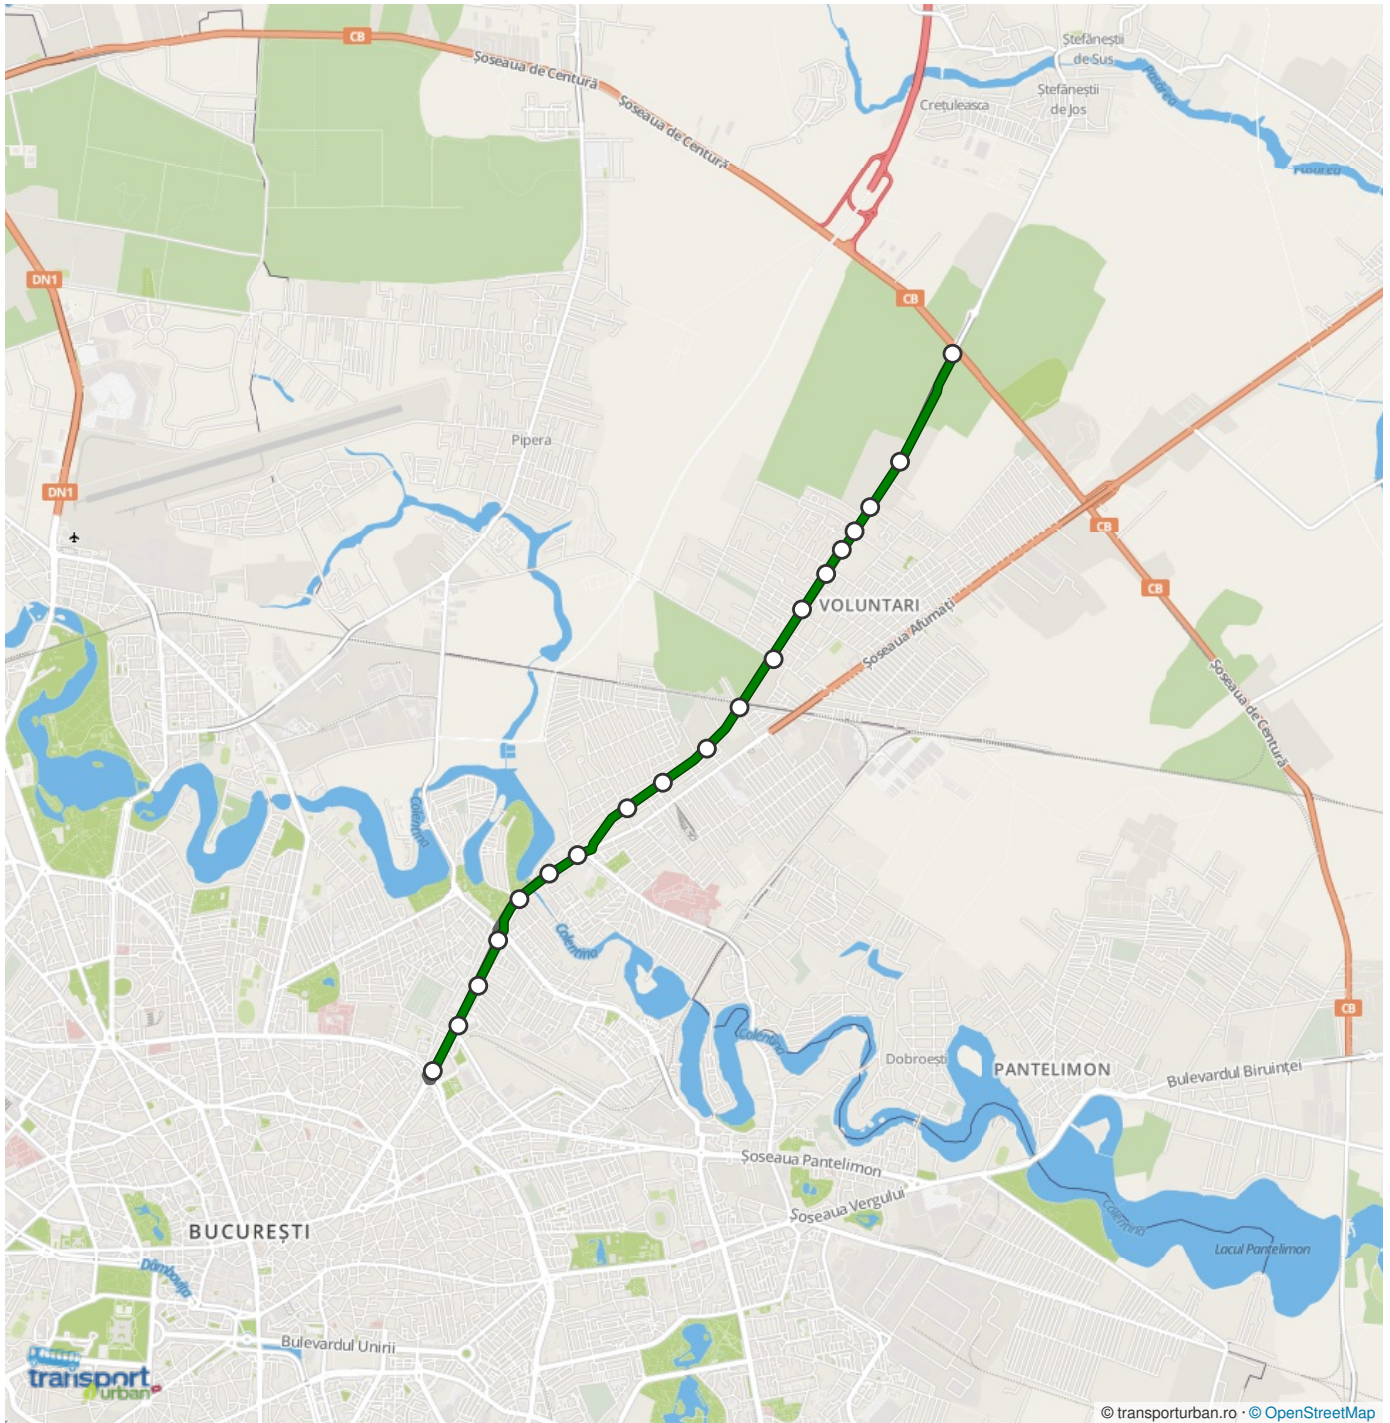 CB
Șoseaua de Centură
Șoseaua de Centură
Ștefăneștii
de Sus
Ștefăneștii
de Jos
Crețuleasca
Pasărea
DN1
CB
Pipera
DN1
CB
CB
VOLUNTARI
Șoseaua Afumați
Șoseaua de Centură
Colentina
Colentina
Colentina
CB
Dobroești
PANTELIMON
Bulevardul Biruinței
Șoseaua Pantelimon
Șoseaua Vergului
Colentina
Lacul Pantelimon
BUCUREȘTI
Dâmbovița
Bulevardul Unirii
transport
urban
© transporturban.ro · © OpenStreetMap